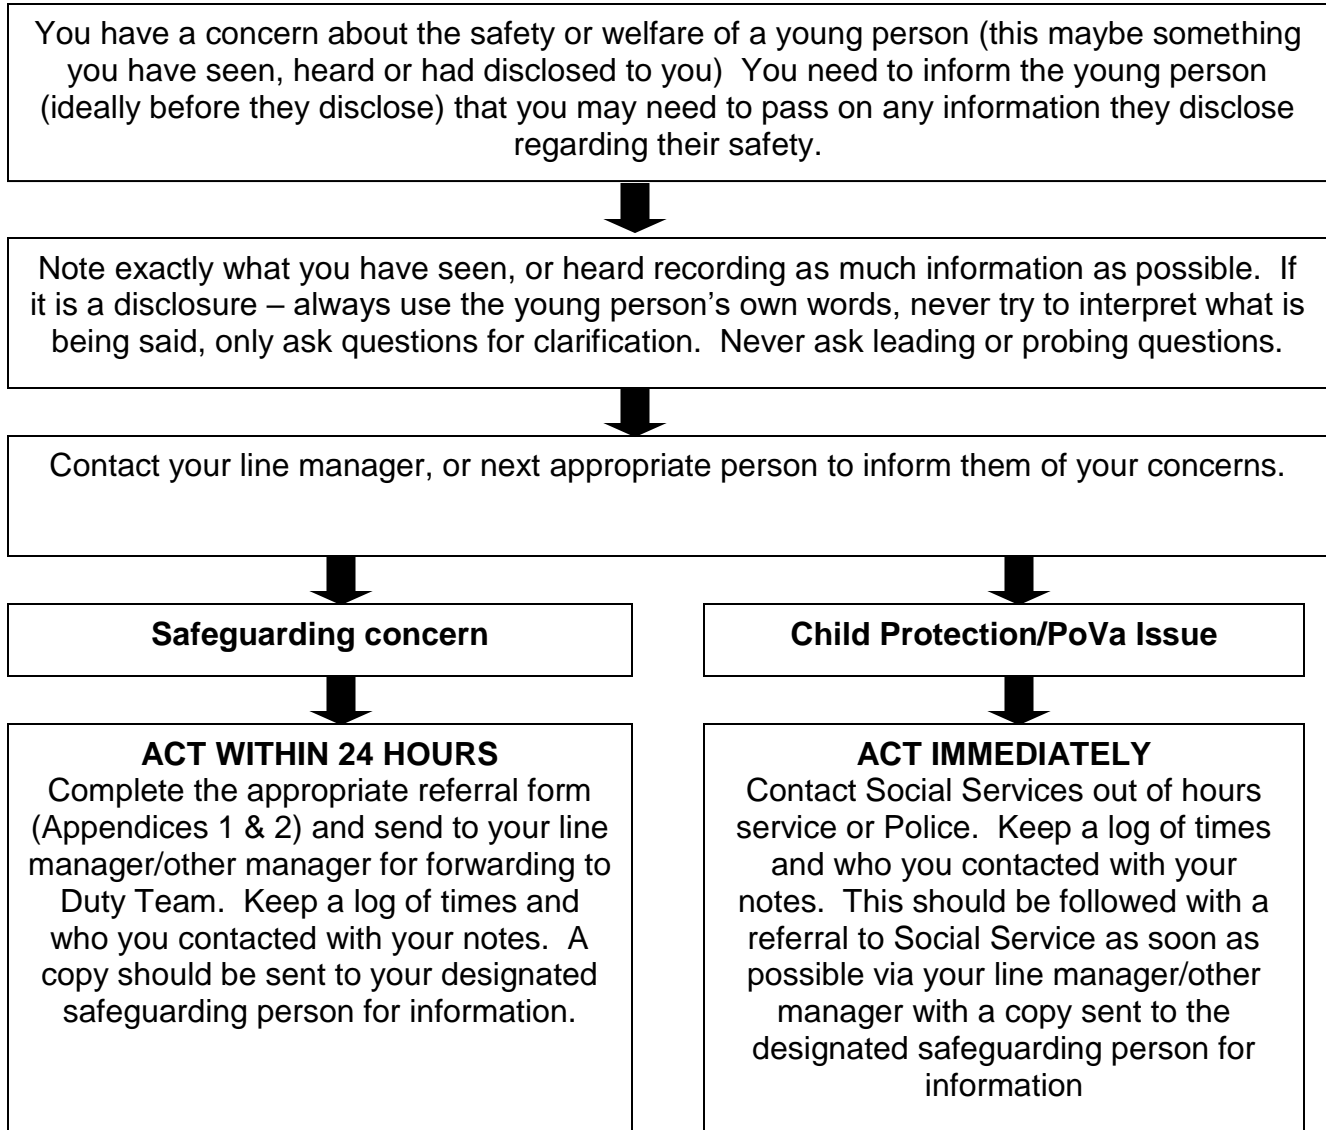 You have a concern about the safety or welfare of a young person (this maybe something
you have seen, heard or had disclosed to you)  You need to inform the young person
(ideally before they disclose) that you may need to pass on any information they disclose
regarding their safety.
Note exactly what you have seen, or heard recording as much information as possible.  If
it is a disclosure – always use the young person’s own words, never try to interpret what is
being said, only ask questions for clarification.  Never ask leading or probing questions.
Contact your line manager, or next appropriate person to inform them of your concerns.
Safeguarding concern
ACT WITHIN 24 HOURS
Complete the appropriate referral form
(Appendices 1 & 2) and send to your line
manager/other manager for forwarding to
Duty Team.  Keep a log of times and
who you contacted with your notes.  A
copy should be sent to your designated
safeguarding person for information.
Child Protection/PoVa Issue
ACT IMMEDIATELY
Contact Social Services out of hours
service or Police.  Keep a log of times
and who you contacted with your
notes.  This should be followed with a
referral to Social Service as soon as
possible via your line manager/other
manager with a copy sent to the
designated safeguarding person for
information